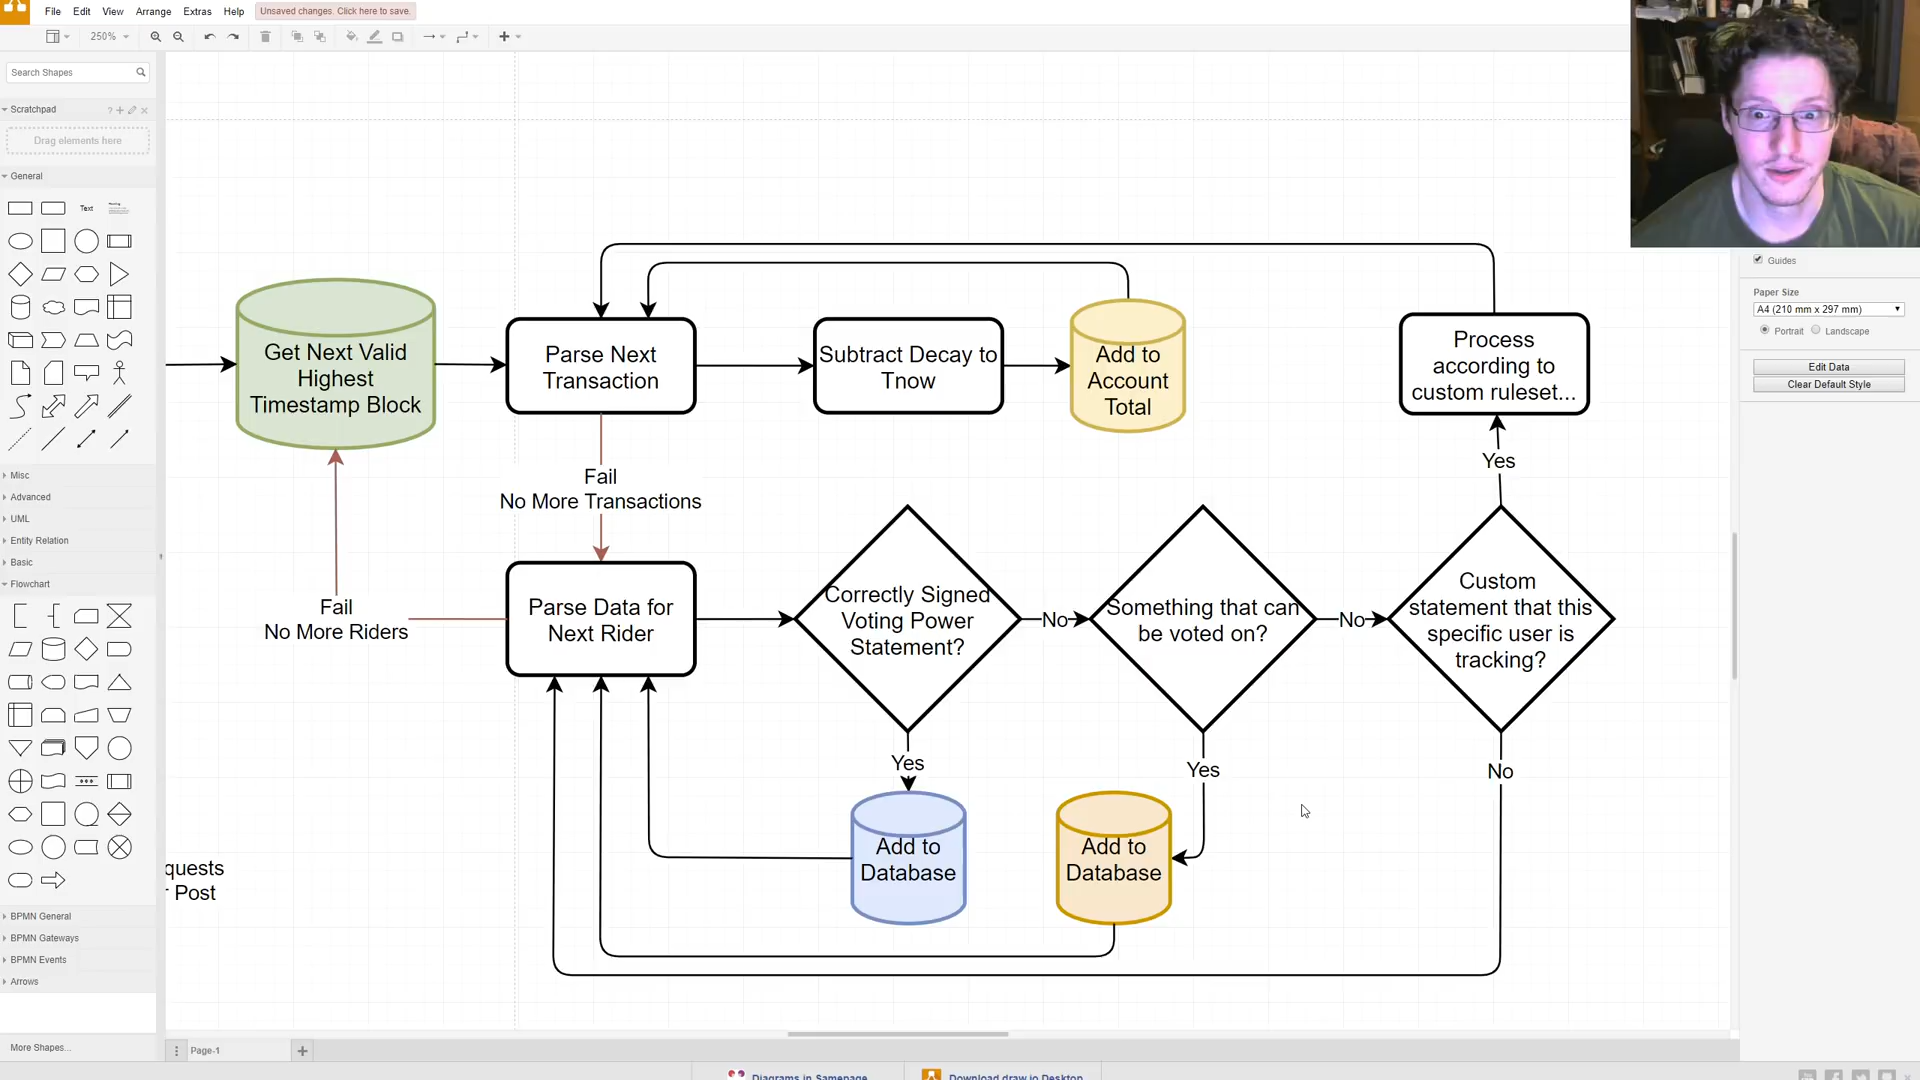 File Edit View Arrange Extras Help Unsaved changes. Click here to save.
250%
Search Shapes
Scratchpad
?
Drag elements here
General
Text
Misc
Advanced
UML
Entity Relation
Basic
Flowchart
BPMN General
BPMN Gateways
BPMN Events
Arrows
More Shapes...
Get Next Valid
Highest
Timestamp Block
Parse Next
Transaction
Subtract Decay to
Tnow
Add to
Account
Total
Process
according to
custom ruleset...
Yes
Fail
No More Transactions
Fail
No More Riders
Parse Data for
Next Rider
Correctly Signed
Voting Power
Statement?
No
Something that can
be voted on?
No
Custom
statement that this
specific user is
tracking?
Yes
Yes
No
Add to
Database
Add to
Database
quests
Post
Guides
Paper Size
A4 (210 mm x 297 mm)
Portrait Landscape
Edit Data
Clear Default Style
Page-1
Diagrams in Samepage
Download draw.io Desktop